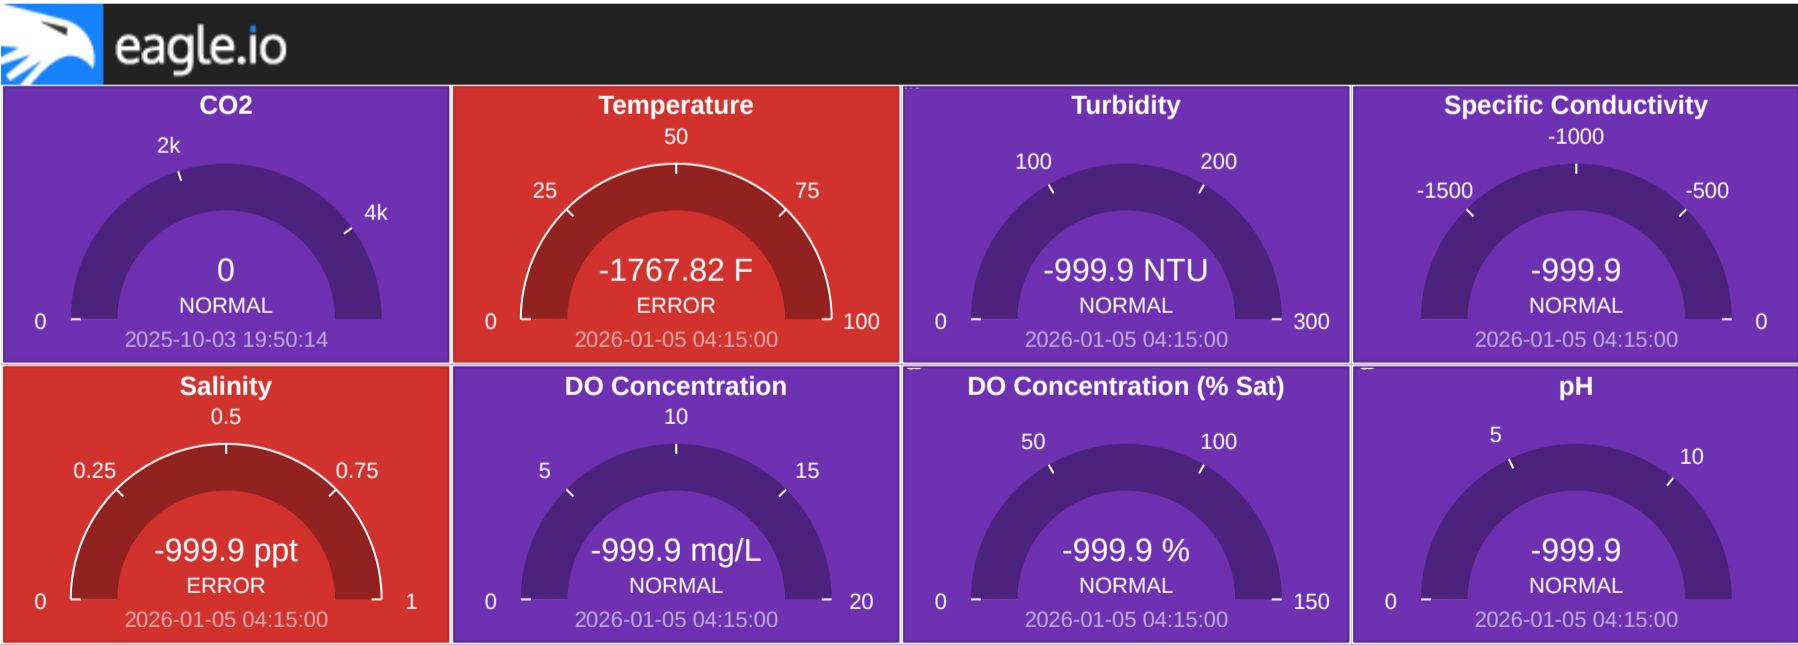 eagle.io
CO2
2k
4k
0
0
NORMAL
2025-10-03 19:50:14
Temperature
50
25
75
0
100
-1767.82 F
ERROR
2026-01-05 04:15:00
Turbidity
100
200
0
300
-999.9 NTU
NORMAL
2026-01-05 04:15:00
Specific Conductivity
-1000
-1500
-500
0
-999.9
NORMAL
2026-01-05 04:15:00
Salinity
0.5
0.25
0.75
0
1
-999.9 ppt
ERROR
2026-01-05 04:15:00
DO Concentration
10
5
15
0
20
-999.9 mg/L
NORMAL
2026-01-05 04:15:00
DO Concentration (% Sat)
50
100
0
150
-999.9 %
NORMAL
2026-01-05 04:15:00
pH
5
10
0
-999.9
NORMAL
2026-01-05 04:15:00